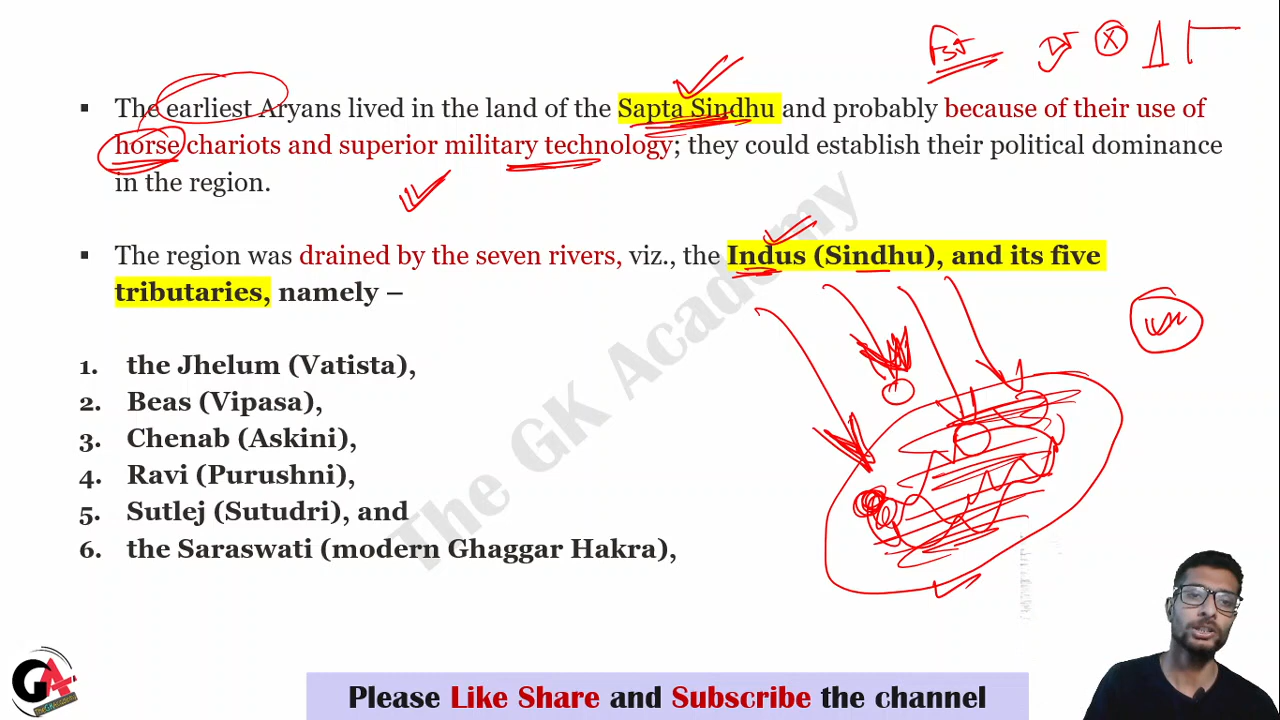 ▪ The earliest Aryans lived in the land of the Sapta Sindhu and probably because of their use of
horse chariots and superior military technology; they could establish their political dominance
in the region.
▪ The region was drained by the seven rivers, viz., the Indus (Sindhu), and its five
tributaries, namely –
1. the Jhelum (Vatista),
2. Beas (Vipasa),
3. Chenab (Askini),
4. Ravi (Purushni),
5. Sutlej (Sutudri), and
6. the Saraswati (modern Ghaggar Hakra),
The GK Academy
GA
Please Like Share and Subscribe the channel